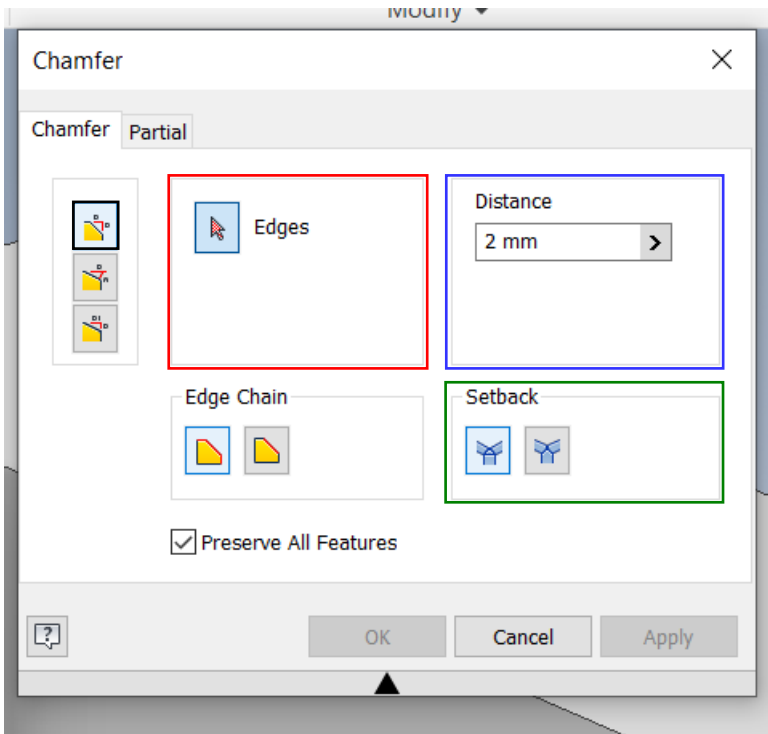 Modify
Chamfer
Chamfer
Partial
Edges
Distance
2 mm
Edge Chain
Setback
Preserve All Features
?
OK
Cancel
Apply